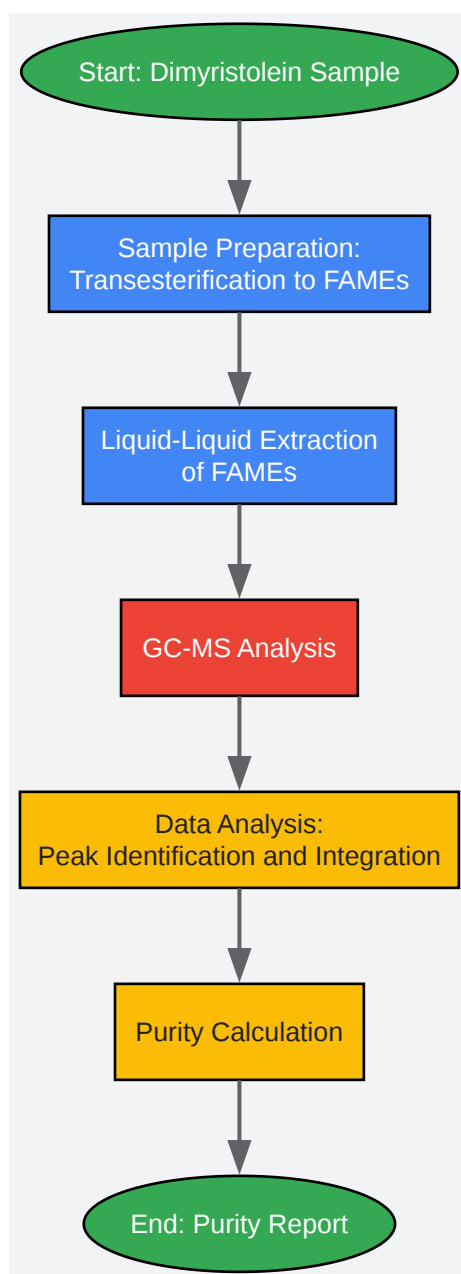 Start: Dimyristolein Sample
Sample Preparation:
Transesterification to FAMEs
Liquid-Liquid Extraction
of FAMEs
GC-MS Analysis
Data Analysis:
Peak Identification and Integration
Purity Calculation
End: Purity Report